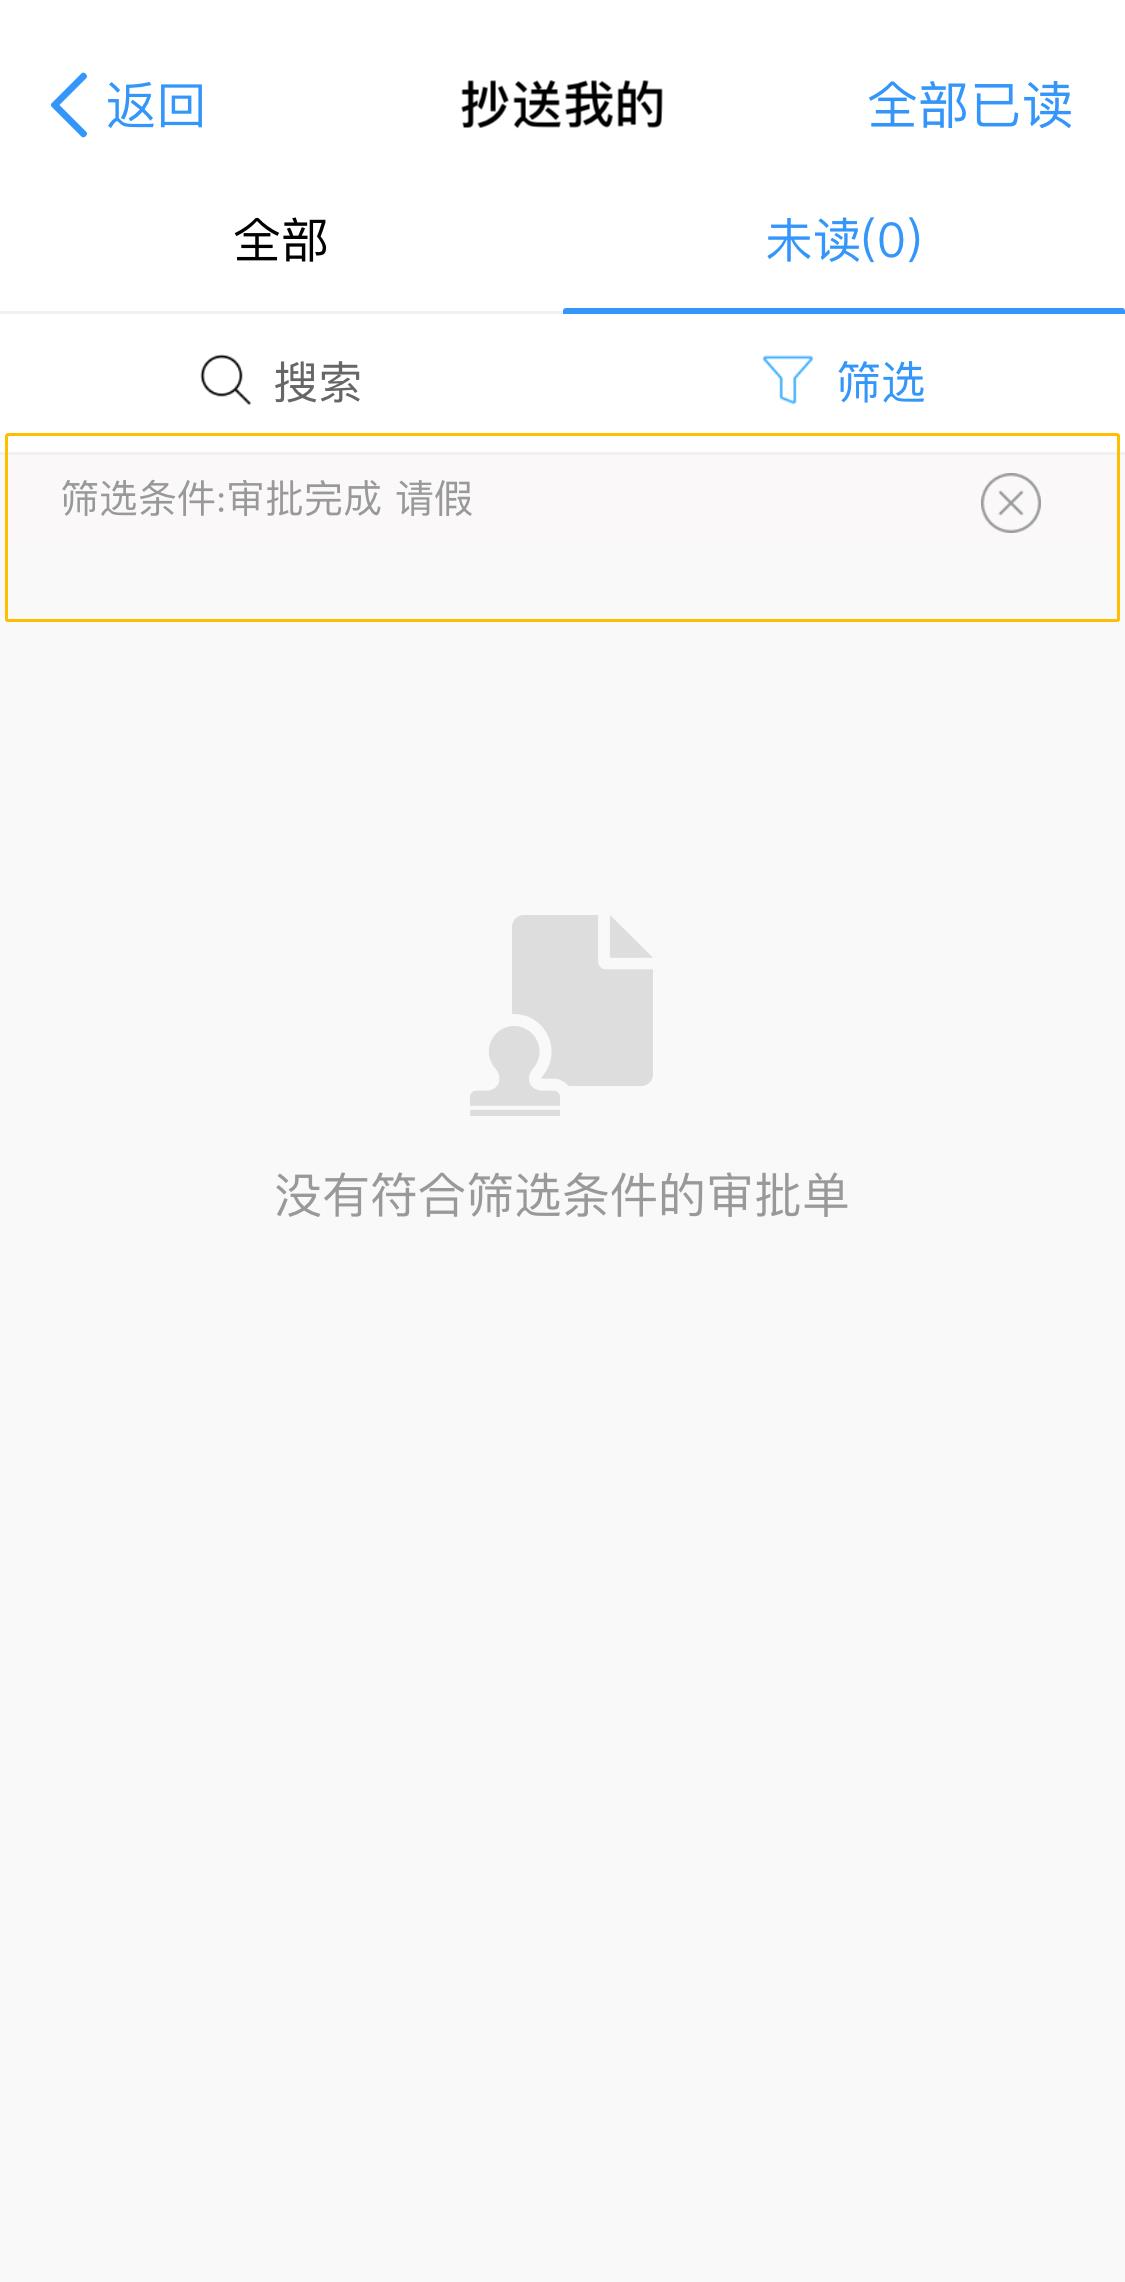 返回
抄送我的
全部已读
全部
未读(0)
搜索
筛选
筛选条件:审批完成 请假
没有符合筛选条件的审批单